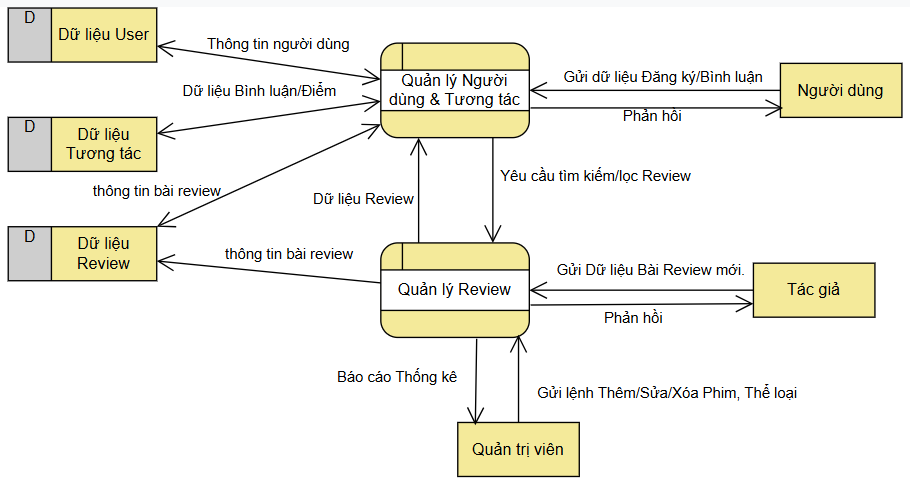 D
Dữ liệu User
Thông tin người dùng
Quản lý Người
dùng & Tương tác
Gửi dữ liệu Đăng ký/Bình luận
Người dùng
Dữ liệu Bình luận/Điểm
Phản hôi
D
Dữ liệu
Tương tác
thông tin bài review
Dữ liệu Review
Yêu cầu tìm kiếm/lọc Review
D
Dữ liệu
Review
thông tin bài review
Quản lý Review
Gửi Dữ liệu Bài Review mới.
Tác giả
Phản hồi
Báo cáo Thống kê
Gửi lệnh Thêm/Sửa/Xóa Phim, Thể loại
Quản trị viên